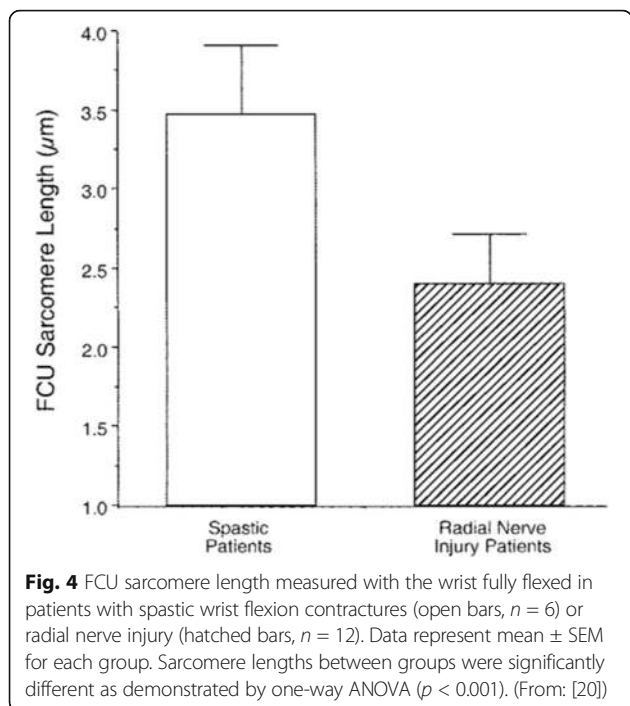 4.0
3.5
3.0
2.5
2.0
1.5
1.0
FCU Sarcomere Length (μm)
Spastic
Patients
Radial Nerve
Injury Patients
Fig. 4 FCU sarcomere length measured with the wrist fully flexed in
patients with spastic wrist flexion contractures (open bars, n = 6) or
radial nerve injury (hatched bars, n = 12). Data represent mean ± SEM
for each group. Sarcomere lengths between groups were significantly
different as demonstrated by one-way ANOVA (p < 0.001). (From: [20])